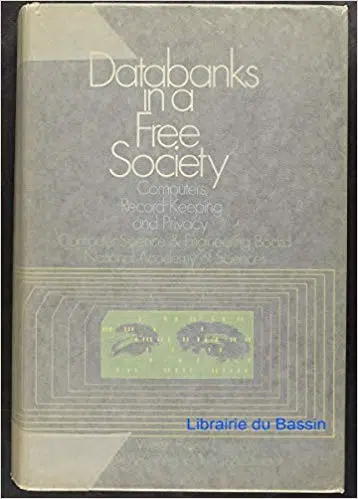 Databanks
in a
Free
Society
Computers,
Record-Keeping
and Privacy
Computer Science & Engineering Board
National Academy of Sciences
Librairie du Bassin